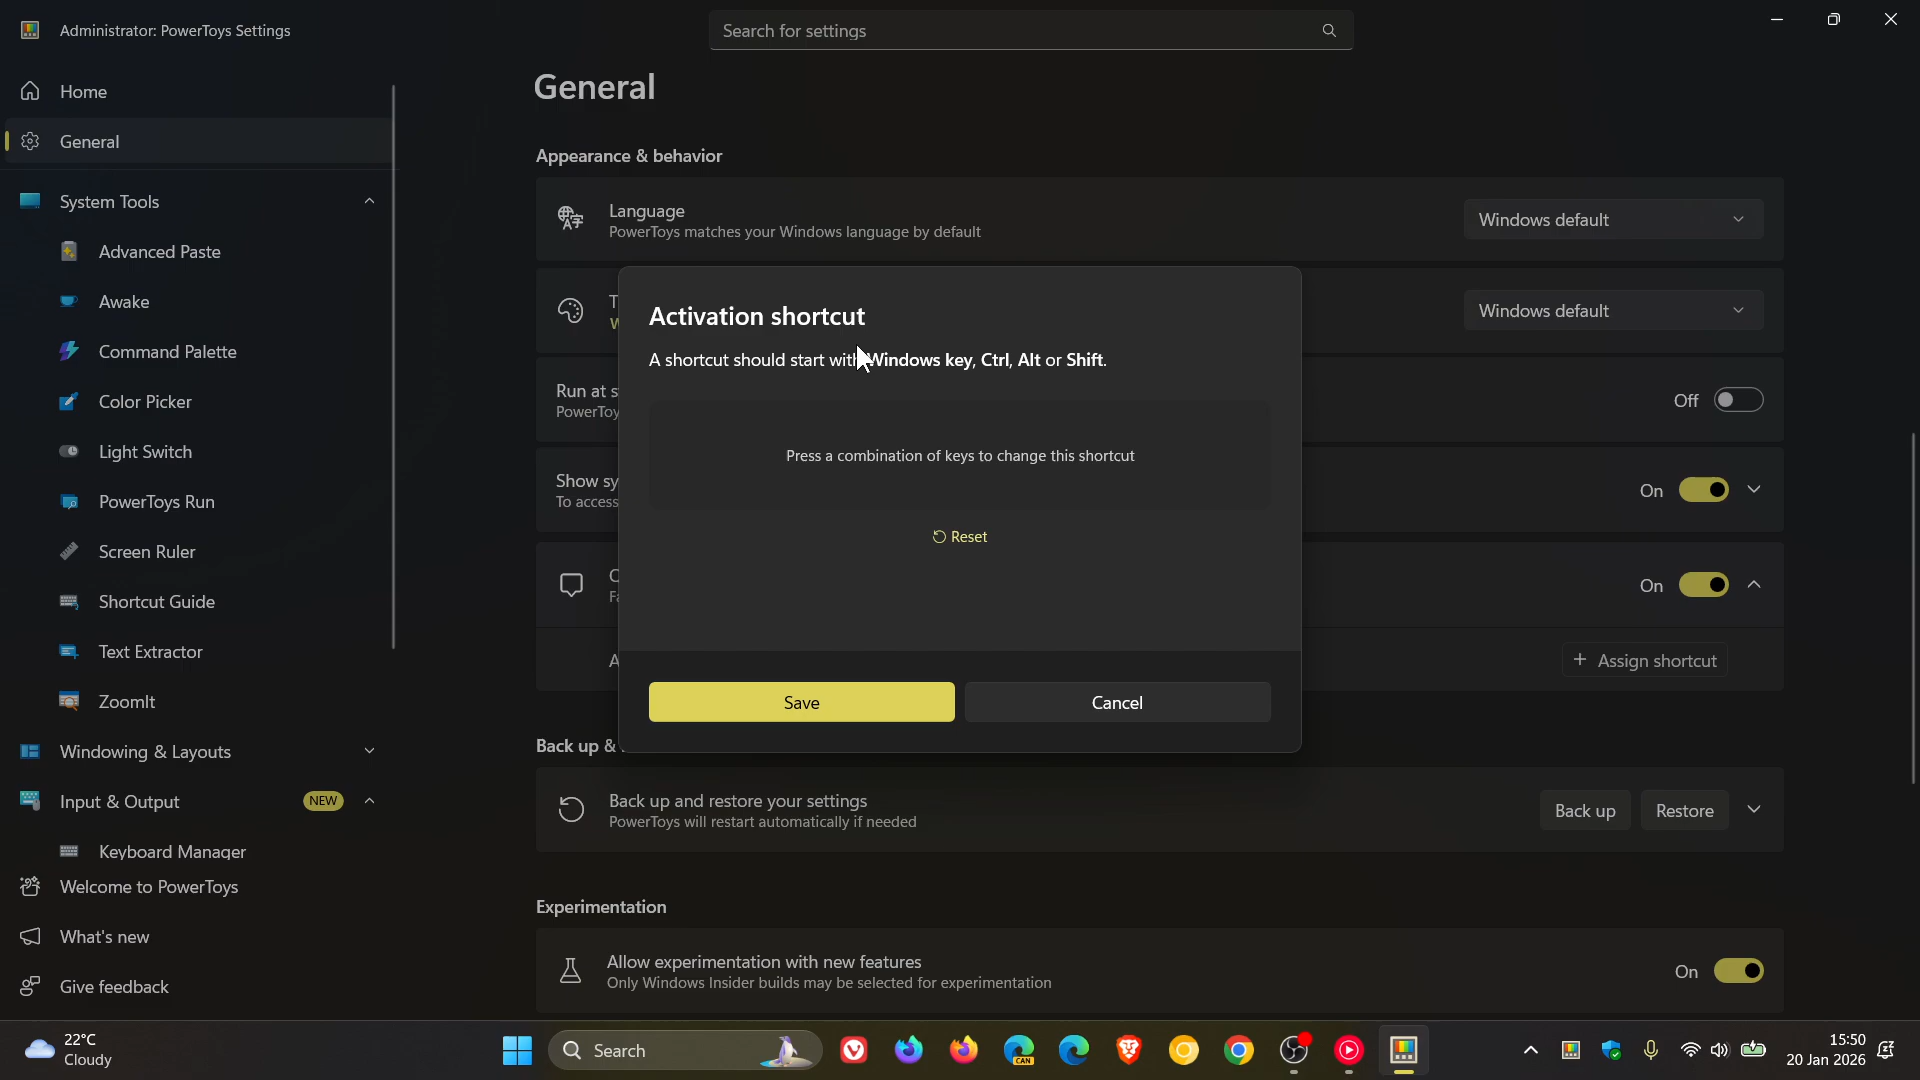 Administrator: PowerToys Settings
Search for settings
Home
General
System Tools
Advanced Paste
Awake
Command Palette
Color Picker
Light Switch
PowerToys Run
Screen Ruler
Shortcut Guide
Text Extractor
ZoomIt
Windowing & Layouts
Input & Output
NEW
Keyboard Manager
Welcome to PowerToys
What's new
Give feedback
General
Appearance & behavior
Language
PowerToys matches your Windows language by default
Windows default
Windows default
Run at s
PowerToy
Off
Show sy
To access
On
On
Assign shortcut
Activation shortcut
A shortcut should start with Windows key, Ctrl, Alt or Shift.
Press a combination of keys to change this shortcut
Reset
Save
Cancel
Back up &
Back up and restore your settings
PowerToys will restart automatically if needed
Back up
Restore
Experimentation
Allow experimentation with new features
Only Windows Insider builds may be selected for experimentation
On
22°C
Cloudy
Search
CAN
15:50
20 Jan 2026